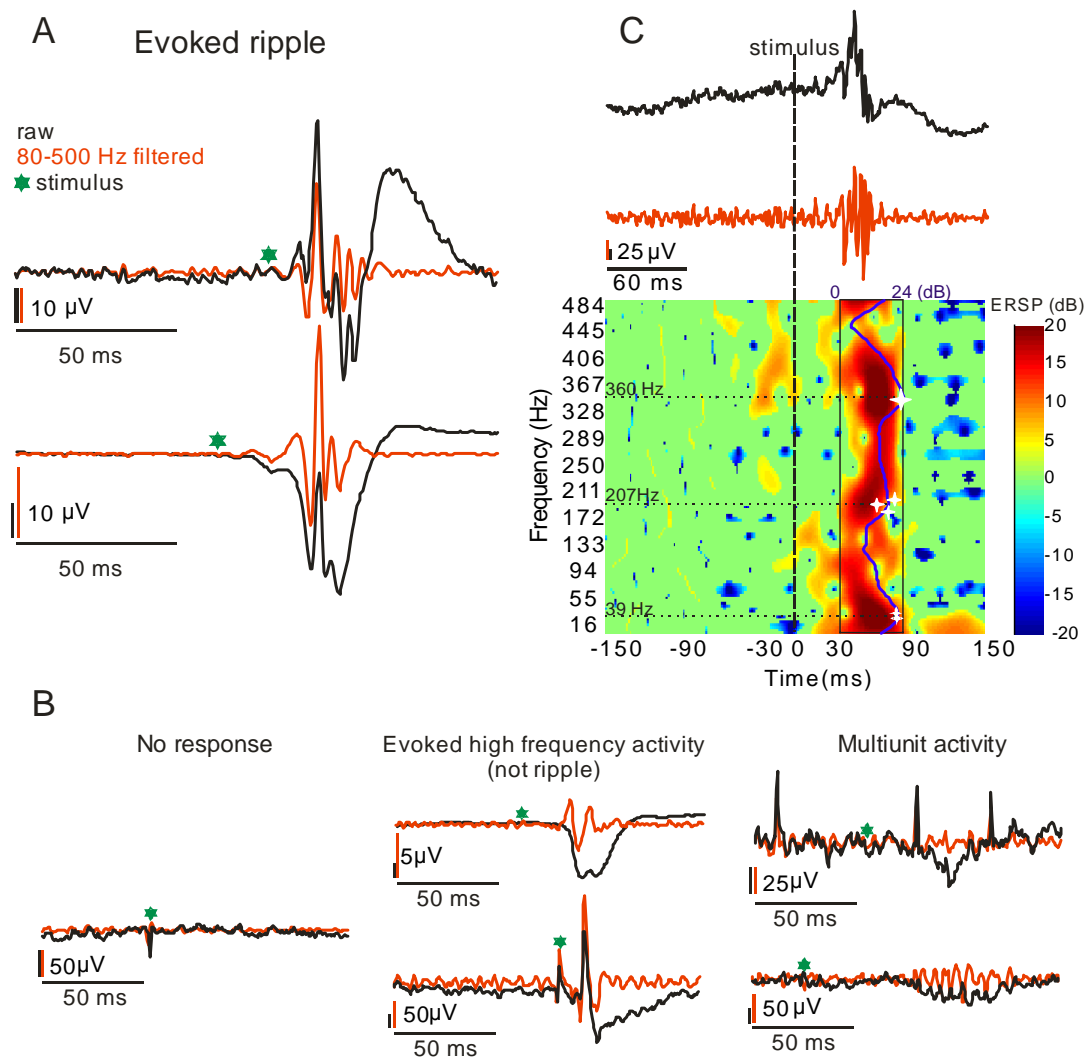 A
Evoked ripple
raw
80-500 Hz filtered
stimulus
10 µV
50 ms
10 µV
50 ms
C
stimulus
25 µV
60 ms
0 24 (dB)
ERSP (dB)
484
445
406
367
328
289
250
211
172
133
94
55
16
Frequency (Hz)
360 Hz
207Hz
39 Hz
20
15
10
5
0
-5
-10
-15
-20
-150 -90 -30 0 30 90 150
Time(ms)
B
No response
50µV
50 ms
Evoked high frequency activity
(not ripple)
5µV
50 ms
50µV
50 ms
Multiunit activity
25µV
50 ms
50 µV
50 ms